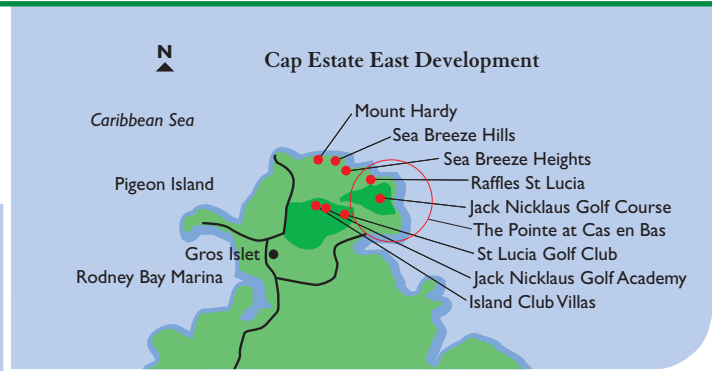 N
Cap Estate East Development
Caribbean Sea
Mount Hardy
Sea Breeze Hills
Sea Breeze Heights
Pigeon Island
Raffles St Lucia
Jack Nicklaus Golf Course
The Pointe at Cas en Bas
Gros Islet
St Lucia Golf Club
Rodney Bay Marina
Jack Nicklaus Golf Academy
Island Club Villas